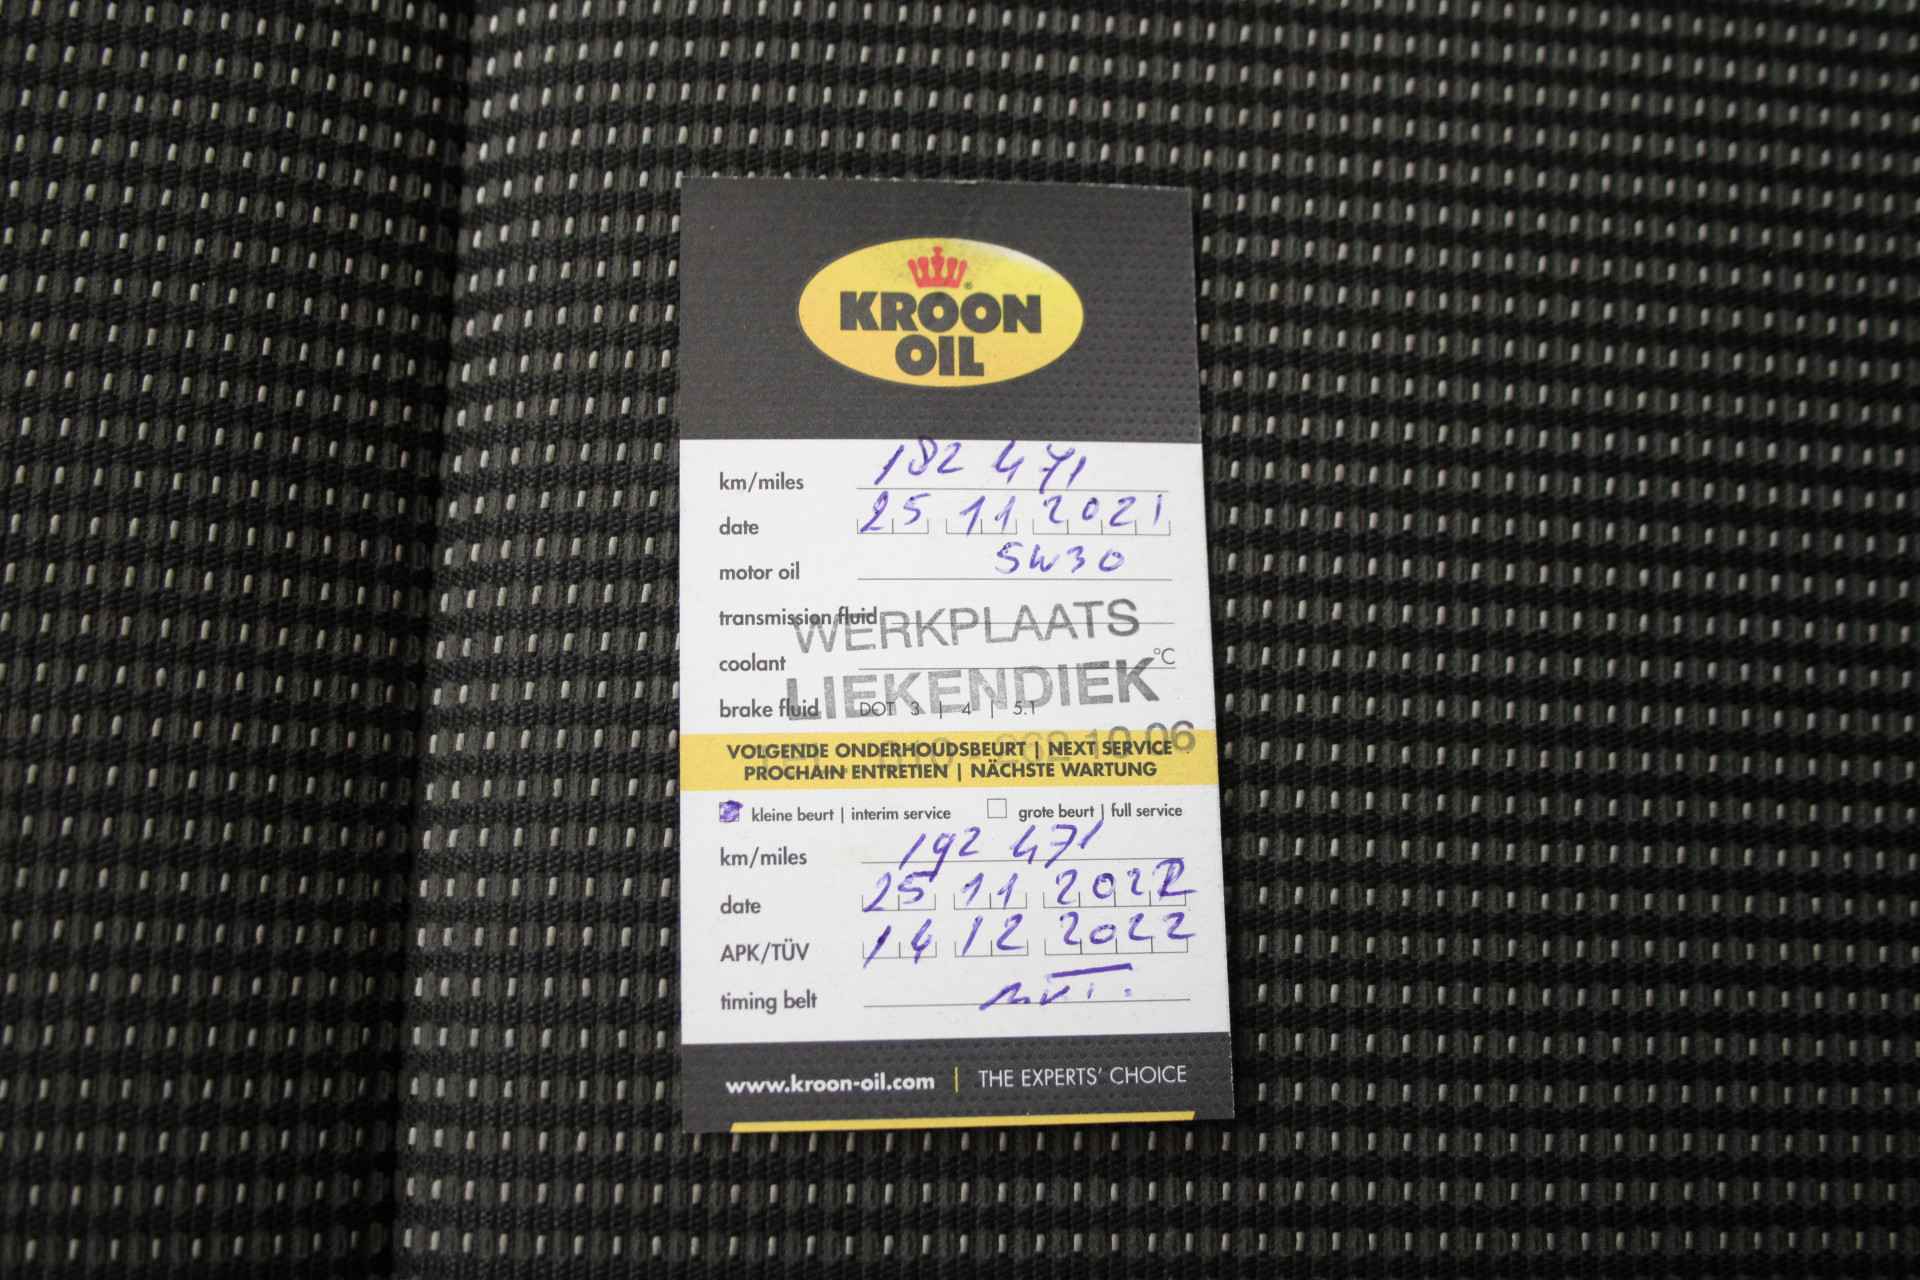 KROON
OIL
km/miles 182 471
date 25 11 2021
motor oil 5W30
transmission fluid
WERKPLAATS
coolant °C
LIEKENDIEK
brake fluid DOT 3 | 4 | 5.1
10 06
VOLGENDE ONDERHOUDSBEURT | NEXT SERVICE
PROCHAIN ENTRETIEN | NÄCHSTE WARTUNG
kleine beurt | interim service grote beurt | full service
km/miles 192 471
date 25 11 2022
APK/TÜV 14 12 2022
timing belt
www.kroon-oil.com | THE EXPERTS' CHOICE